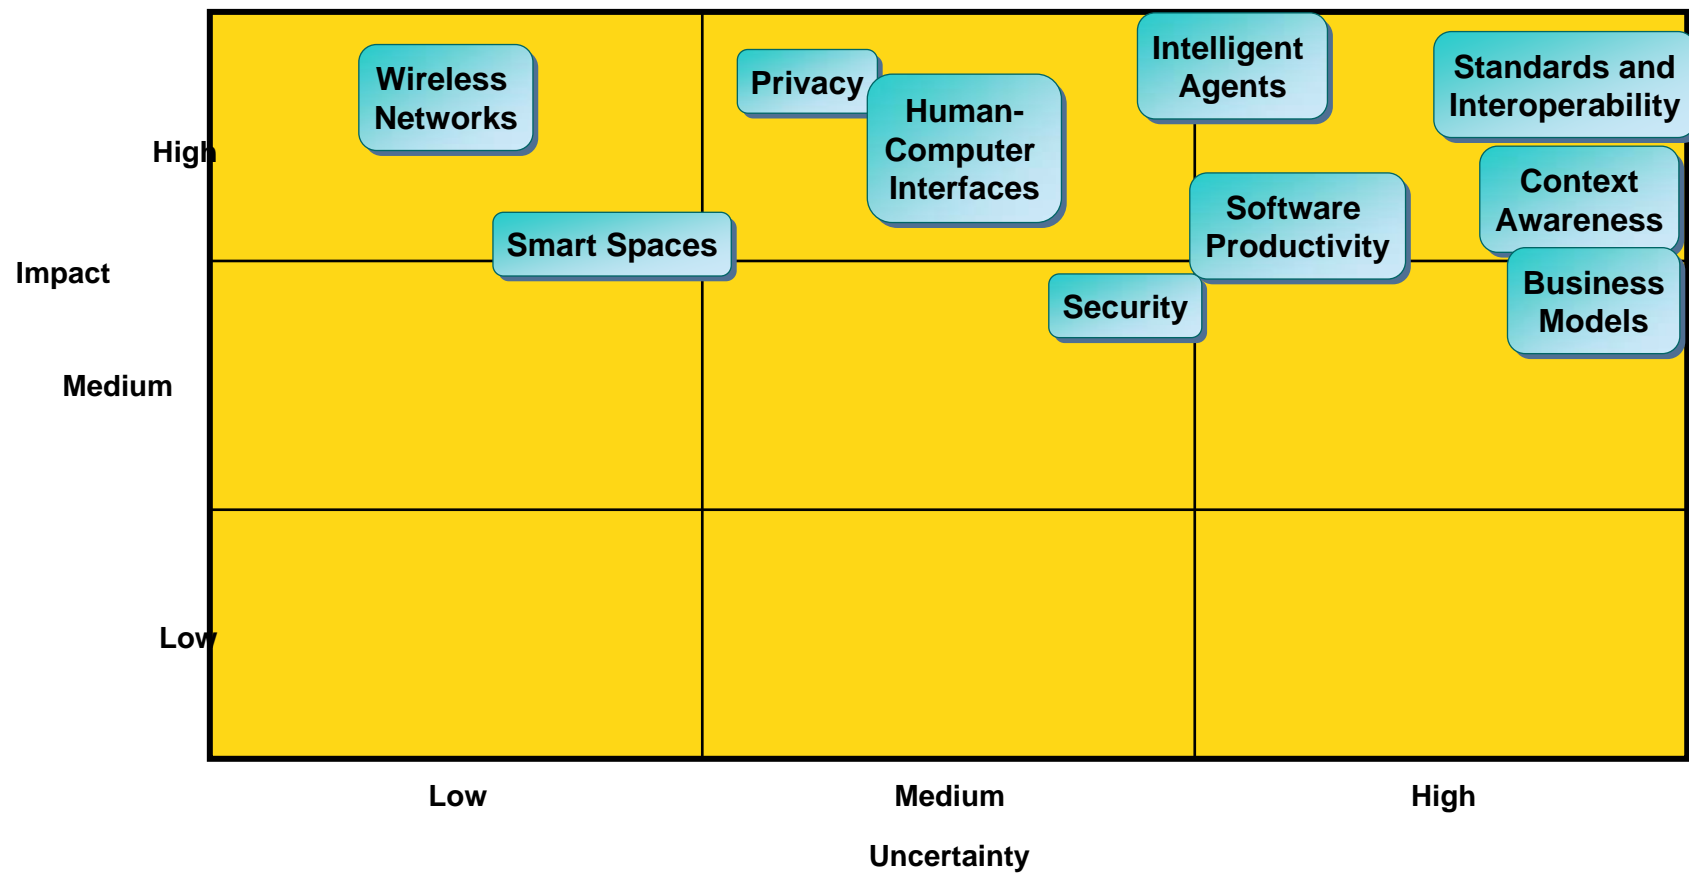 Intelligent
Agents
Standards and
Interoperability
Wireless
Networks
Privacy
Human-
Computer
Interfaces
High
Context
Awareness
Software
Productivity
Smart Spaces
Impact
Security
Business
Models
Medium
Low
Low
Medium
High
Uncertainty